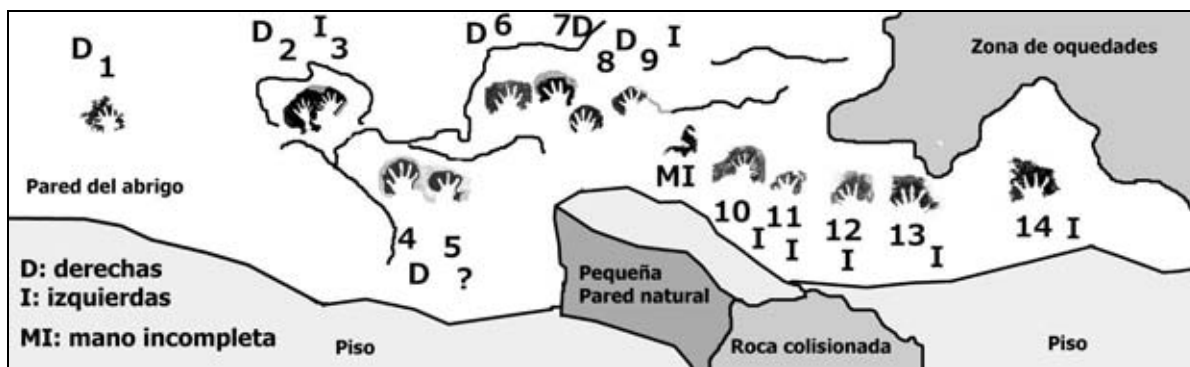 D 1
D 2 I 3
D 6 7 D 8 D 9 I
Zona de oquedades
Pared del abrigo
MI
4 D 5 ?
10 I 11 I 12 I 13 I 14 I
D: derechas
I: izquierdas
MI: mano incompleta
Pequeña
Pared natural
Piso
Roca colisionada
Piso